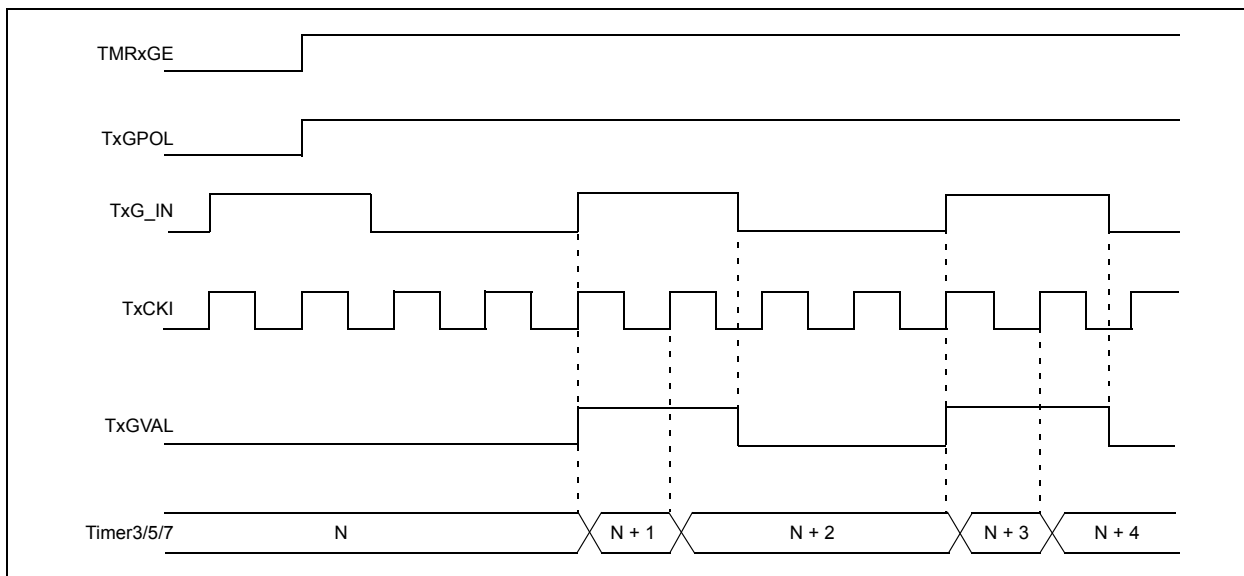 TMRxGE
TxGPOL
TxG_IN
TxCKI
TxGVAL
Timer3/5/7 N N + 1 N + 2 N + 3 N + 4